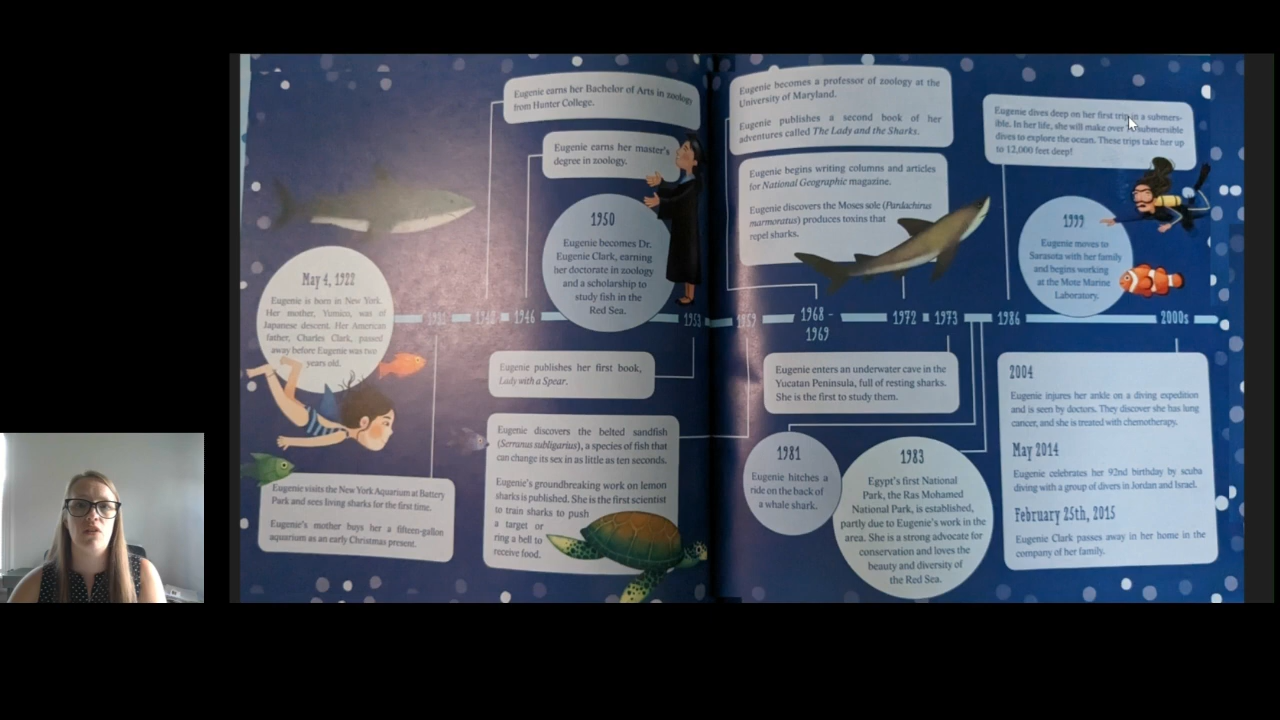 May 4, 1922
Eugenie is born in New York.
Her mother, Yumico, was of
Japanese descent. Her American
father, Charles Clark, passed
away before Eugenie was two
years old.
Eugenie visits the New York Aquarium at Battery
Park and sees living sharks for the first time.
Eugenie's mother buys her a fifteen-gallon
aquarium as an early Christmas present.
Eugenie earns her Bachelor of Arts in zoology
from Hunter College.
Eugenie earns her master's
degree in zoology.
1950
Eugenie becomes Dr.
Eugenie Clark, earning
her doctorate in zoology
and a scholarship to
study fish in the
Red Sea.
1946
1953
1959
Eugenie publishes her first book,
Lady with a Spear.
Eugenie discovers the belted sandfish
(Serranus subligarius), a species of fish that
can change its sex in as little as ten seconds.
Eugenie's groundbreaking work on lemon
sharks is published. She is the first scientist
to train sharks to push
a target or
ring a bell to
receive food.
Eugenie becomes a professor of zoology at the
University of Maryland.
Eugenie publishes a second book of her
adventures called The Lady and the Sharks.
Eugenie begins writing columns and articles
for National Geographic magazine.
Eugenie discovers the Moses sole (Pardachirus
marmoratus) produces toxins that
repel sharks.
1968 -
1969
1972
1973
1986
2000s
Eugenie enters an underwater cave in the
Yucatan Peninsula, full of resting sharks.
She is the first to study them.
1981
Eugenie hitches a
ride on the back of
a whale shark.
1983
Egypt's first National
Park, the Ras Mohamed
National Park, is established,
partly due to Eugenie's work in the
area. She is a strong advocate for
conservation and loves the
beauty and diversity of
the Red Sea.
Eugenie dives deep on her first trip in a submers-
ible. In her life, she will make over submersible
dives to explore the ocean. These trips take her up
to 12,000 feet deep!
1999
Eugenie moves to
Sarasota with her family
and begins working
at the Mote Marine
Laboratory.
2004
Eugenie injures her ankle on a diving expedition
and is seen by doctors. They discover she has lung
cancer, and she is treated with chemotherapy.
May 2014
Eugenie celebrates her 92nd birthday by scuba
diving with a group of divers in Jordan and Israel.
February 25th, 2015
Eugenie Clark passes away in her home in the
company of her family.